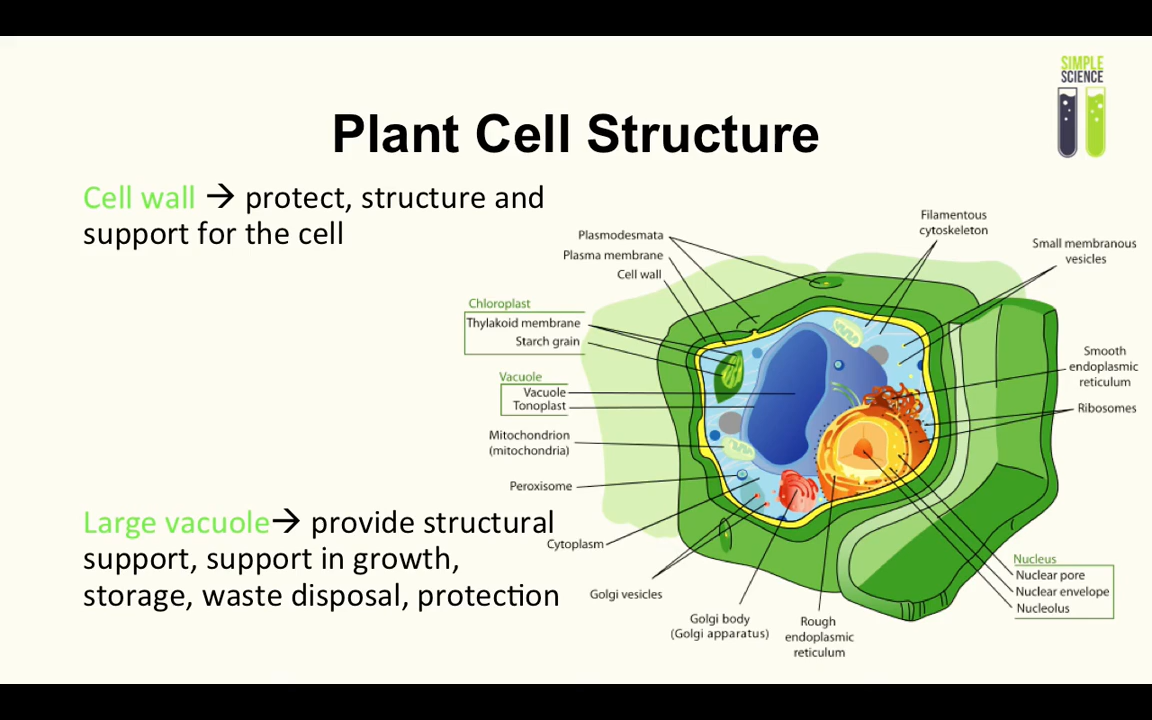 SIMPLE
SCIENCE
Plant Cell Structure
Cell wall → protect, structure and
support for the cell
Large vacuole→ provide structural
support, support in growth,
storage, waste disposal, protection
Plasmodesmata
Plasma membrane
Cell wall
Chloroplast
Thylakoid membrane
Starch grain
Vacuole
Vacuole
Tonoplast
Mitochondrion
(mitochondria)
Peroxisome
Cytoplasm
Golgi vesicles
Golgi body
(Golgi apparatus)
Rough
endoplasmic
reticulum
Filamentous
cytoskeleton
Small membranous
vesicles
Smooth
endoplasmic
reticulum
Ribosomes
Nucleus
Nuclear pore
Nuclear envelope
Nucleolus